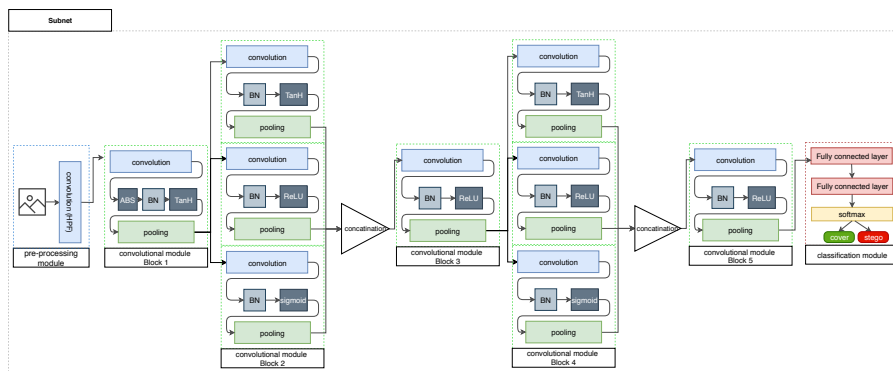 Subnet
convolution (HPF)
pre-processing
module
convolution
ABS
BN
TanH
pooling
convolutional module
Block 1
convolution
BN
TanH
pooling
convolution
BN
ReLU
pooling
convolution
BN
sigmoid
pooling
convolutional module
Block 2
concatination
convolution
BN
ReLU
pooling
convolutional module
Block 3
convolution
BN
TanH
pooling
convolution
BN
ReLU
pooling
convolution
BN
sigmoid
pooling
convolutional module
Block 4
concatination
convolution
BN
ReLU
pooling
convolutional module
Block 5
Fully connected layer
Fully connected layer
softmax
cover
stego
classification module